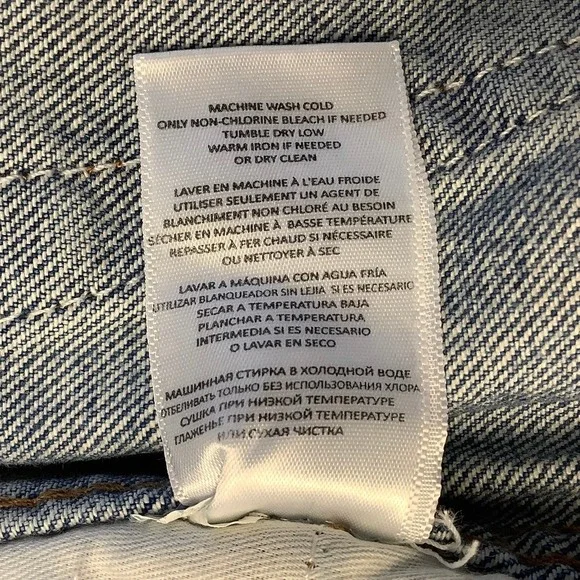 MACHINE WASH COLD
ONLY NON-CHLORINE BLEACH IF NEEDED
TUMBLE DRY LOW
WARM IRON IF NEEDED
OR DRY CLEAN
LAVER EN MACHINE À L'EAU FROIDE
UTILISER SEULEMENT UN AGENT DE
BLANCHIMENT NON CHLORÉ AU BESOIN
SÉCHER EN MACHINE À BASSE TEMPÉRATURE
REPASSER À FER CHAUD SI NÉCESSAIRE
OU NETTOYER À SEC
LAVAR A MÁQUINA CON AGUA FRÍA
UTILIZAR BLANQUEADOR SIN LEJIA SI ES NECESARIO
SECAR A TEMPERATURA BAJA
PLANCHAR A TEMPERATURA
INTERMEDIA SI ES NECESARIO
O LAVAR EN SECO
МАШИННАЯ СТИРКА В ХОЛОДНОЙ ВОДЕ
ОТБЕЛИВАТЬ ТОЛЬКО БЕЗ ИСПОЛЬЗОВАНИЯ ХЛОРА
СУШКА ПРИ НИЗКОЙ ТЕМПЕРАТУРЕ
ГЛАЖЕНЬЕ ПРИ НИЗКОЙ ТЕМПЕРАТУРЕ
ИЛИ СУХАЯ ЧИСТКА